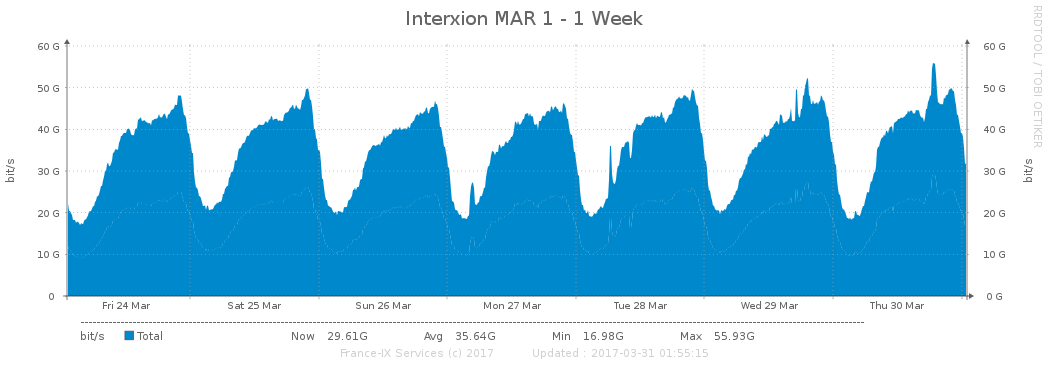 Interxion MAR 1 - 1 Week
RRDTOOL / TOBI OETIKER
bit/s
bit/s
60 G 60 G
50 G 50 G
40 G 40 G
30 G 30 G
20 G 20 G
10 G 10 G
0 0 G
Fri 24 Mar Sat 25 Mar Sun 26 Mar Mon 27 Mar Tue 28 Mar Wed 29 Mar Thu 30 Mar
bit/s Total Now 29.61G Avg 35.64G Min 16.98G Max 55.93G
France-IX Services (c) 2017 Updated : 2017-03-31 01:55:15